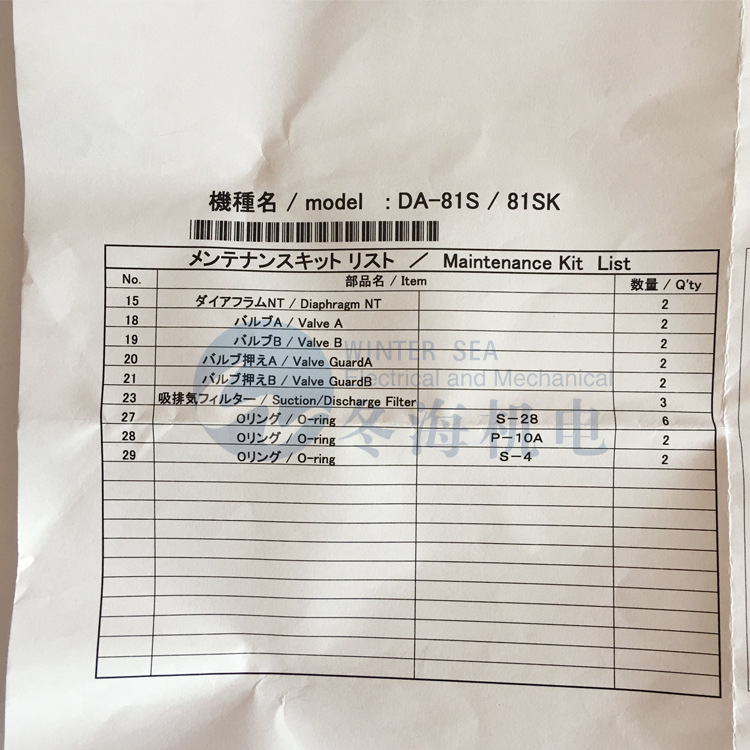 機種名 / model : DA-81S / 81SK
メンテナンスキット リスト ／ Maintenance Kit List
No. 部品名 / Item 数量 / Q'ty
15 ダイアフラムNT / Diaphragm NT 2
18 バルブA / Valve A 2
19 バルブB / Valve B 2
20 バルブ押えA / Valve GuardA 2
21 バルブ押えB / Valve GuardB 2
23 吸排気フィルター / Suction/Discharge Filter 3
27 Oリング / O-ring S-28 6
28 Oリング / O-ring P-10A 2
29 Oリング / O-ring S-4 2
WINTER SEA
Electrical and Mechanical
冬海机电